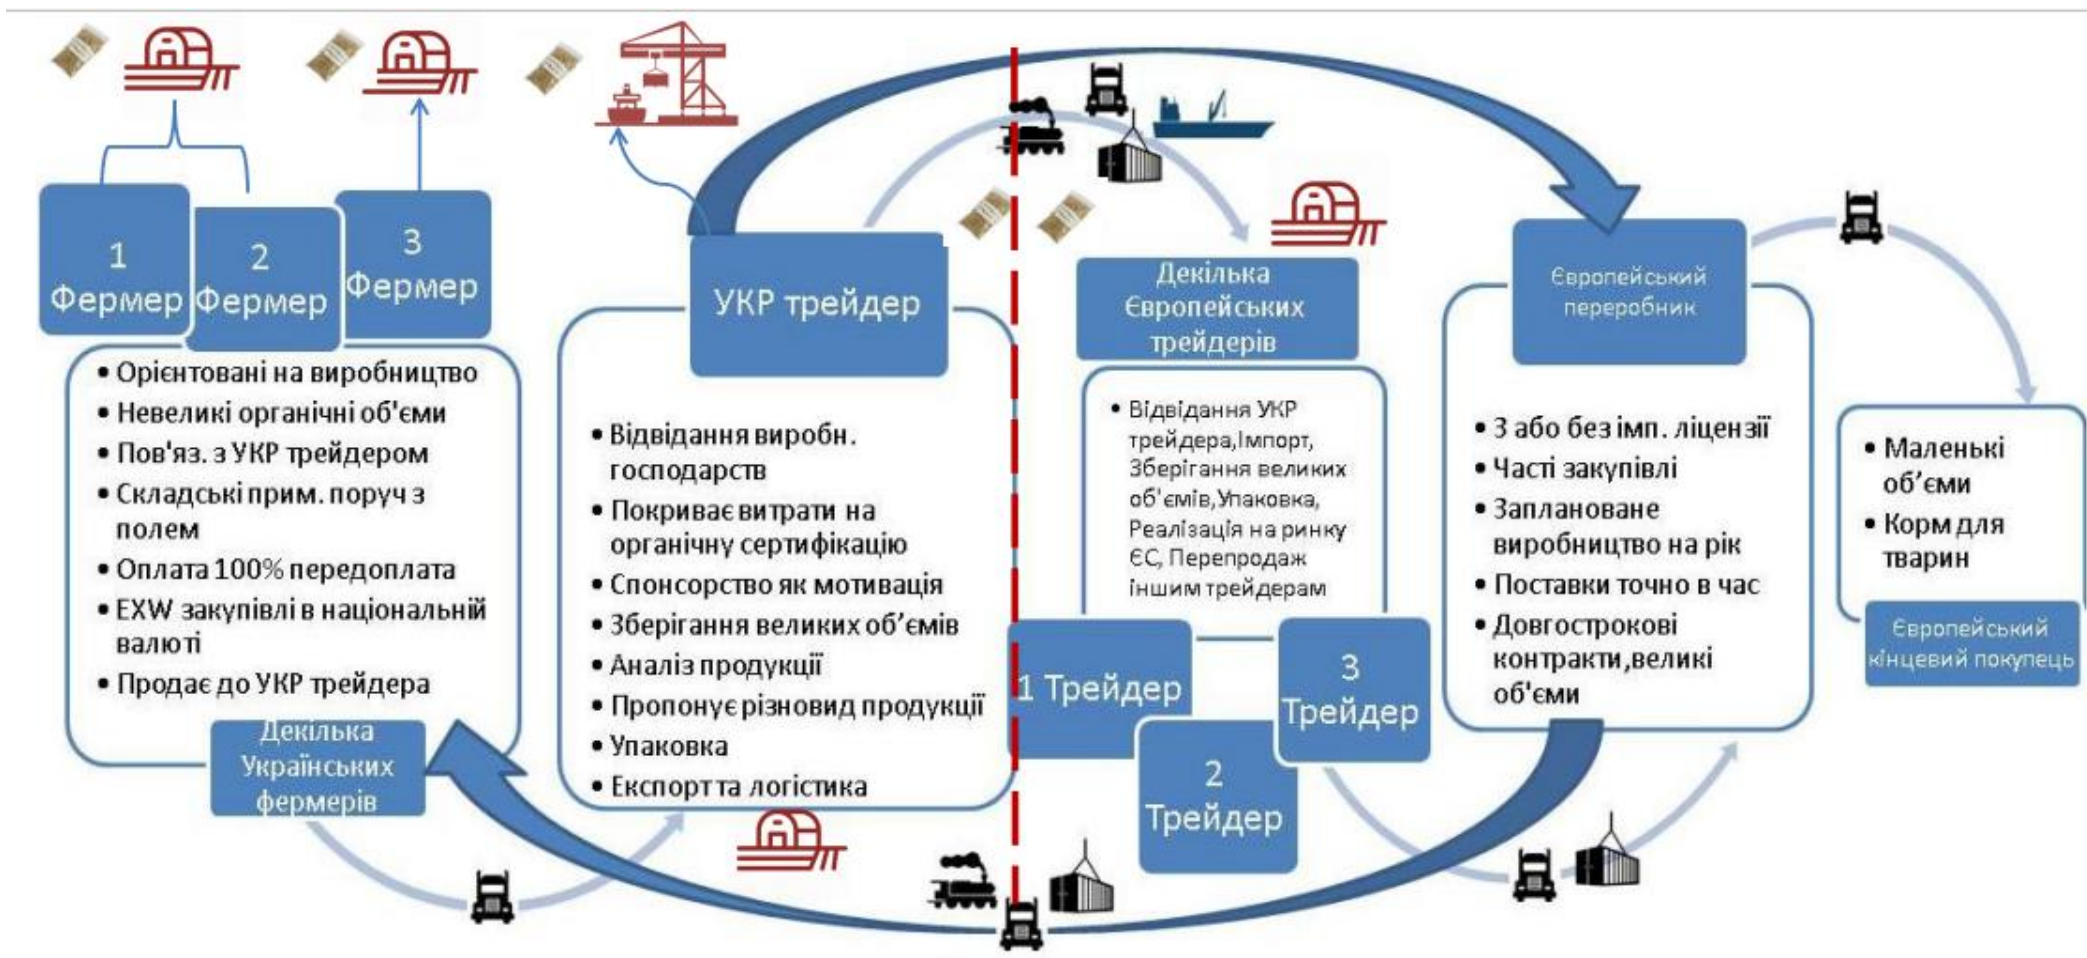 1
Фермер
2
Фермер
3
Фермер
• Орієнтовані на виробництво
• Невеликі органічні об'єми
• Пов'яз. з УКР трейдером
• Складські прим. поруч з
полем
• Оплата 100% передоплата
• EXW закупівлі в національній
валюті
• Продає до УКР трейдера
Декілька
Українських
фермерів
УКР трейдер
• Відвідання виробн.
господарств
• Покриває витрати на
органічну сертифікацію
• Спонсорство як мотивація
• Зберігання великих об’ємів
• Аналіз продукції
• Пропонує різновид продукції
• Упаковка
• Експорт та логістика
Декілька
Європейських
трейдерів
• Відвідання УКР
трейдера,Імпорт,
Зберігання великих
об'ємів,Упаковка,
Реалізація на ринку
ЄС, Перепродаж
іншим трейдерам
1 Трейдер
2
Трейдер
3
Трейдер
Європейський
переробник
• З або без імп. ліцензії
• Часті закупівлі
• Заплановане
виробництво на рік
• Поставки точно в час
• Довгострокові
контракти,великі
об'єми
• Маленькі
об’єми
• Корм для
тварин
Європейський
кінцевий покупець